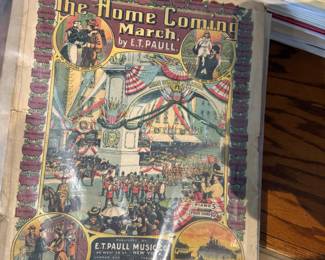 The Home Coming
March,
by E.T. PAULL.
E.T. PAULL MUSIC CO.
NEW YORK